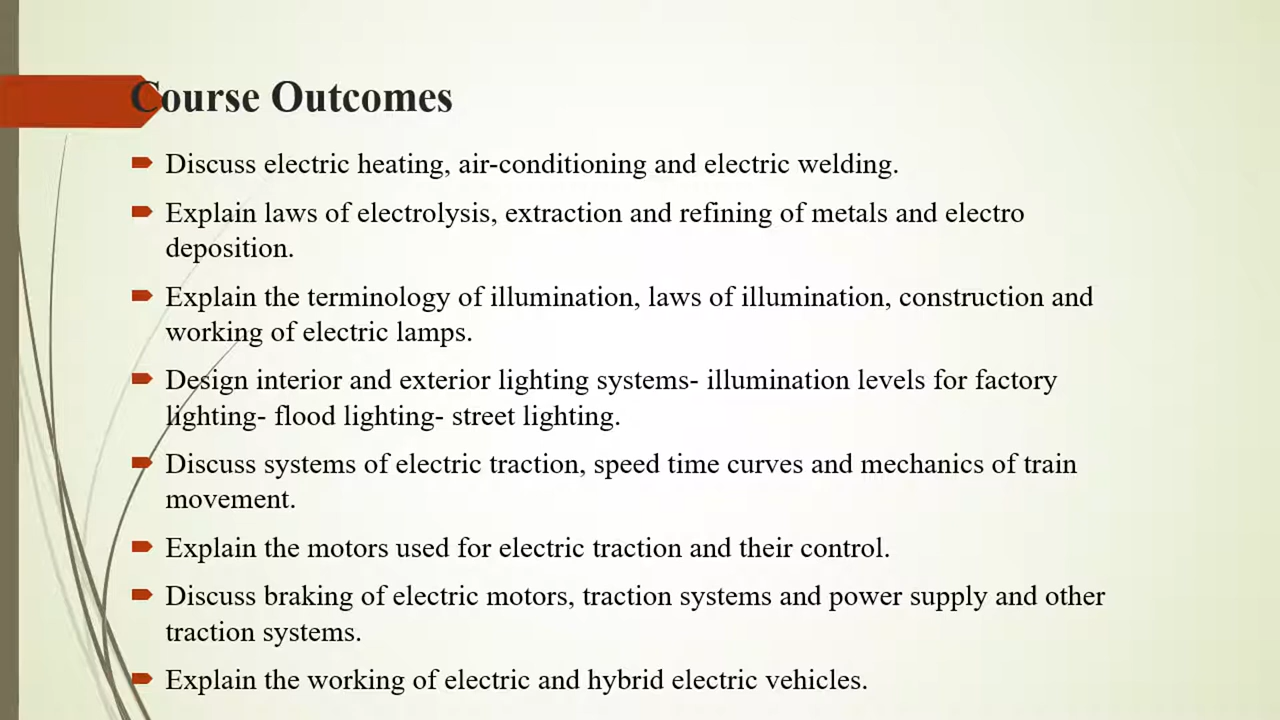 Course Outcomes
Discuss electric heating, air-conditioning and electric welding.
Explain laws of electrolysis, extraction and refining of metals and electro
deposition.
Explain the terminology of illumination, laws of illumination, construction and
working of electric lamps.
Design interior and exterior lighting systems- illumination levels for factory
lighting- flood lighting- street lighting.
Discuss systems of electric traction, speed time curves and mechanics of train
movement.
Explain the motors used for electric traction and their control.
Discuss braking of electric motors, traction systems and power supply and other
traction systems.
Explain the working of electric and hybrid electric vehicles.